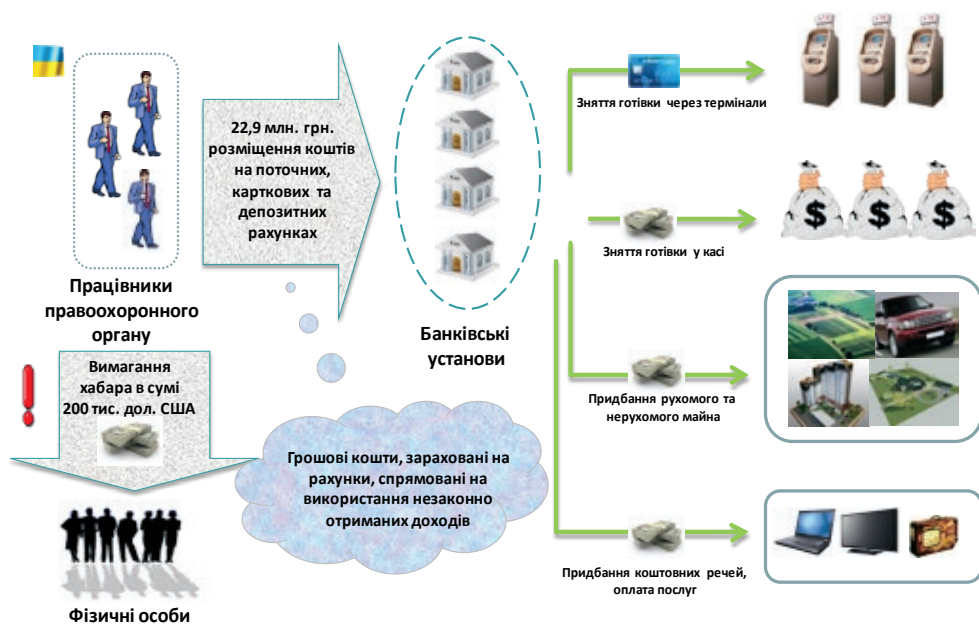 22,9 млн. грн.
розміщення коштів
на поточних,
карткових та
депозитних
рахунках
Працівники
правоохоронного
органу
Вимагання
хабара в сумі
200 тис. дол. США
Фізичні особи
Банківські
установи
Грошові кошти, зараховані на
рахунки, спрямовані на
використання незаконно
отриманих доходів
Зняття готівки через термінали
Зняття готівки у касі
$ $ $
Придбання рухомого та
нерухомого майна
Придбання коштовних речей,
оплата послуг